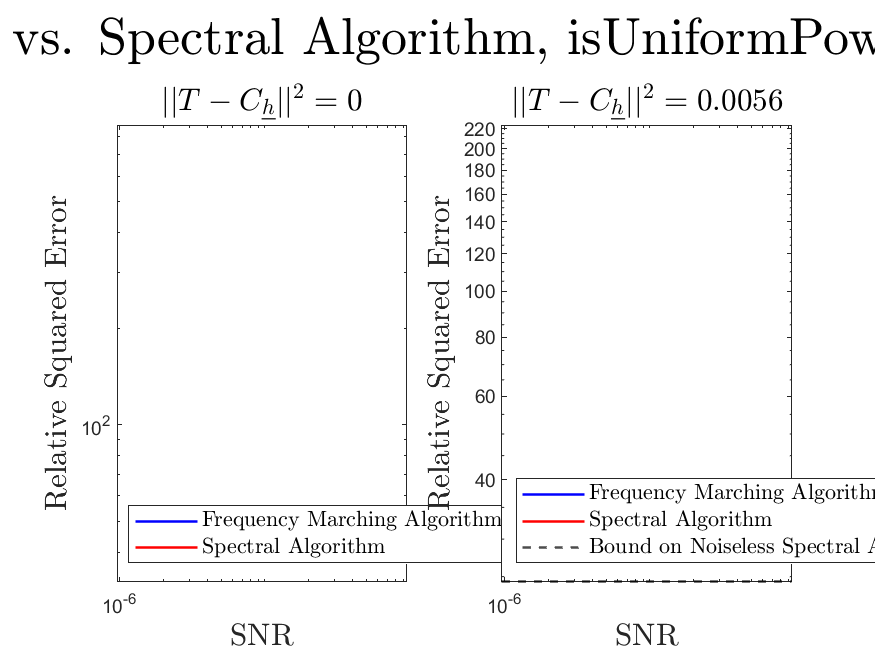 vs. Spectral Algorithm, isUniformPow
||T − C_h||² = 0
Relative Squared Error
10²
10⁻⁶
SNR
Frequency Marching Algorithm
Spectral Algorithm
||T − C_h||² = 0.0056
Relative Squared Error
220
200
180
160
140
120
100
80
60
40
10⁻⁶
SNR
Frequency Marching Algorithm
Spectral Algorithm
Bound on Noiseless Spectral A